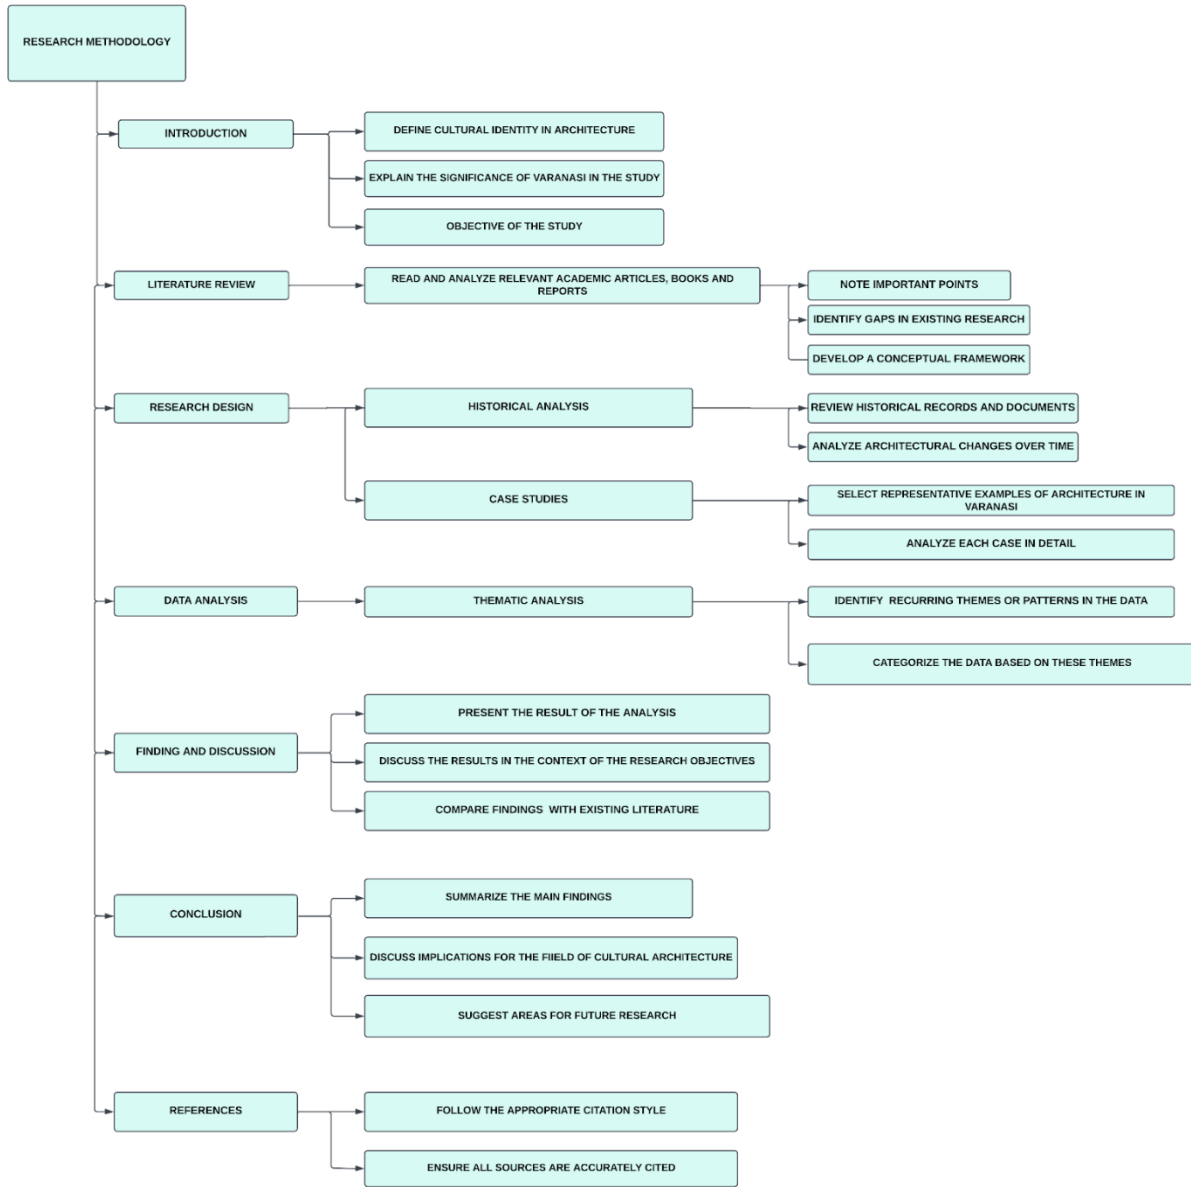 RESEARCH METHODOLOGY
INTRODUCTION
DEFINE CULTURAL IDENTITY IN ARCHITECTURE
EXPLAIN THE SIGNIFICANCE OF VARANASI IN THE STUDY
OBJECTIVE OF THE STUDY
LITERATURE REVIEW
READ AND ANALYZE RELEVANT ACADEMIC ARTICLES, BOOKS AND
REPORTS
NOTE IMPORTANT POINTS
IDENTIFY GAPS IN EXISTING RESEARCH
DEVELOP A CONCEPTUAL FRAMEWORK
RESEARCH DESIGN
HISTORICAL ANALYSIS
REVIEW HISTORICAL RECORDS AND DOCUMENTS
ANALYZE ARCHITECTURAL CHANGES OVER TIME
CASE STUDIES
SELECT REPRESENTATIVE EXAMPLES OF ARCHITECTURE IN
VARANASI
ANALYZE EACH CASE IN DETAIL
DATA ANALYSIS
THEMATIC ANALYSIS
IDENTIFY RECURRING THEMES OR PATTERNS IN THE DATA
CATEGORIZE THE DATA BASED ON THESE THEMES
FINDING AND DISCUSSION
PRESENT THE RESULT OF THE ANALYSIS
DISCUSS THE RESULTS IN THE CONTEXT OF THE RESEARCH OBJECTIVES
COMPARE FINDINGS WITH EXISTING LITERATURE
CONCLUSION
SUMMARIZE THE MAIN FINDINGS
DISCUSS IMPLICATIONS FOR THE FIIELD OF CULTURAL ARCHITECTURE
SUGGEST AREAS FOR FUTURE RESEARCH
REFERENCES
FOLLOW THE APPROPRIATE CITATION STYLE
ENSURE ALL SOURCES ARE ACCURATELY CITED